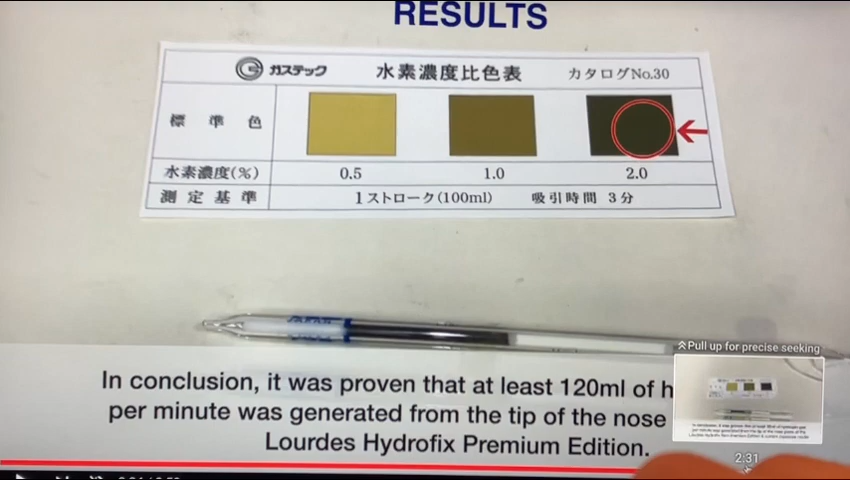 RESULTS
ガステック 水素濃度比色表 カタログNo.30
標準色
水素濃度(%) 0.5 1.0 2.0
測定基準 1ストローク(100ml) 吸引時間 3分
JAPAN
Pull up for precise seeking
In conclusion, it was proven that at least 120ml of h
per minute was generated from the tip of the nose
Lourdes Hydrofix Premium Edition.
2:31